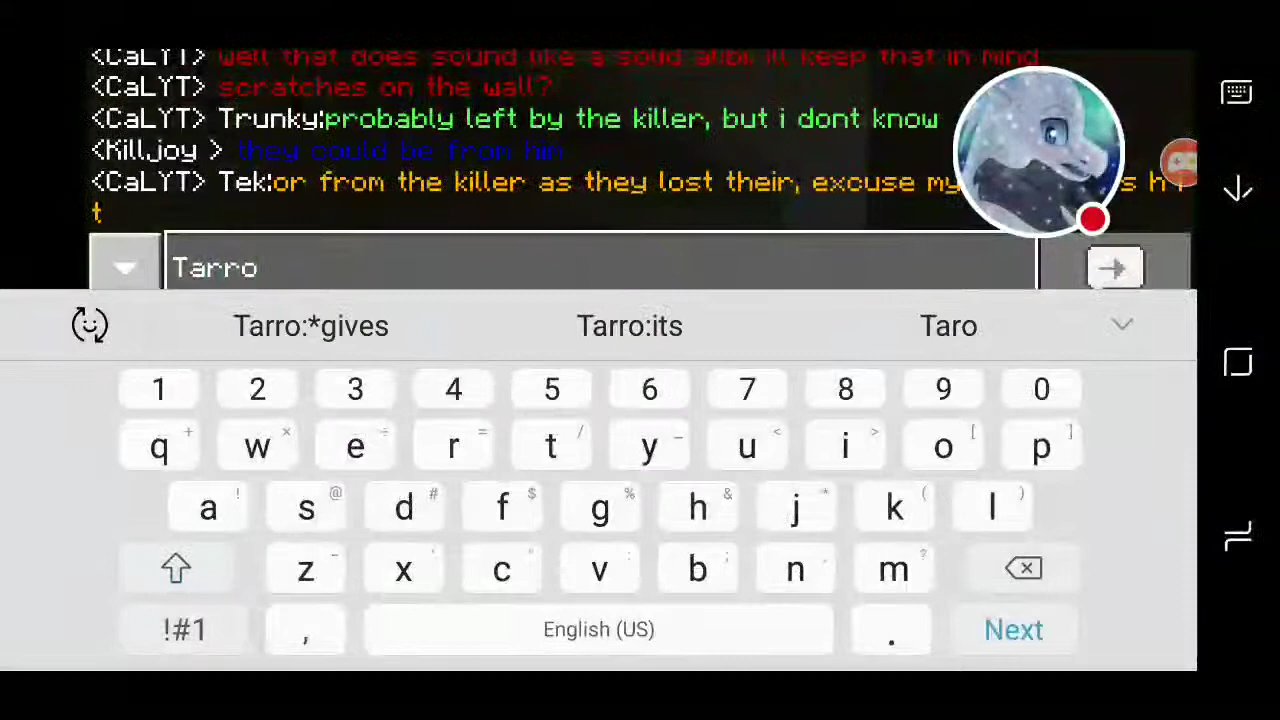 <CaLYT> well that does sound like a solid alibi, ill keep that in mind
<CaLYT> scratches on the wall?
<CaLYT> Trunky:probably left by the killer, but i dont know
<Killjoy > they could be from him
<CaLYT> Tek:or from the killer as they lost their, excuse my s h i
t
Tarro
Tarro:*gives Tarro:its Taro
1 2 3 4 5 6 7 8 9 0
q + w × e ÷ r = t / y _ u < i > o [ p ]
a ! s @ d # f $ g % h & j * k ( l )
z - x ' c " v : b ; n , m ?
!#1 , English (US) . Next